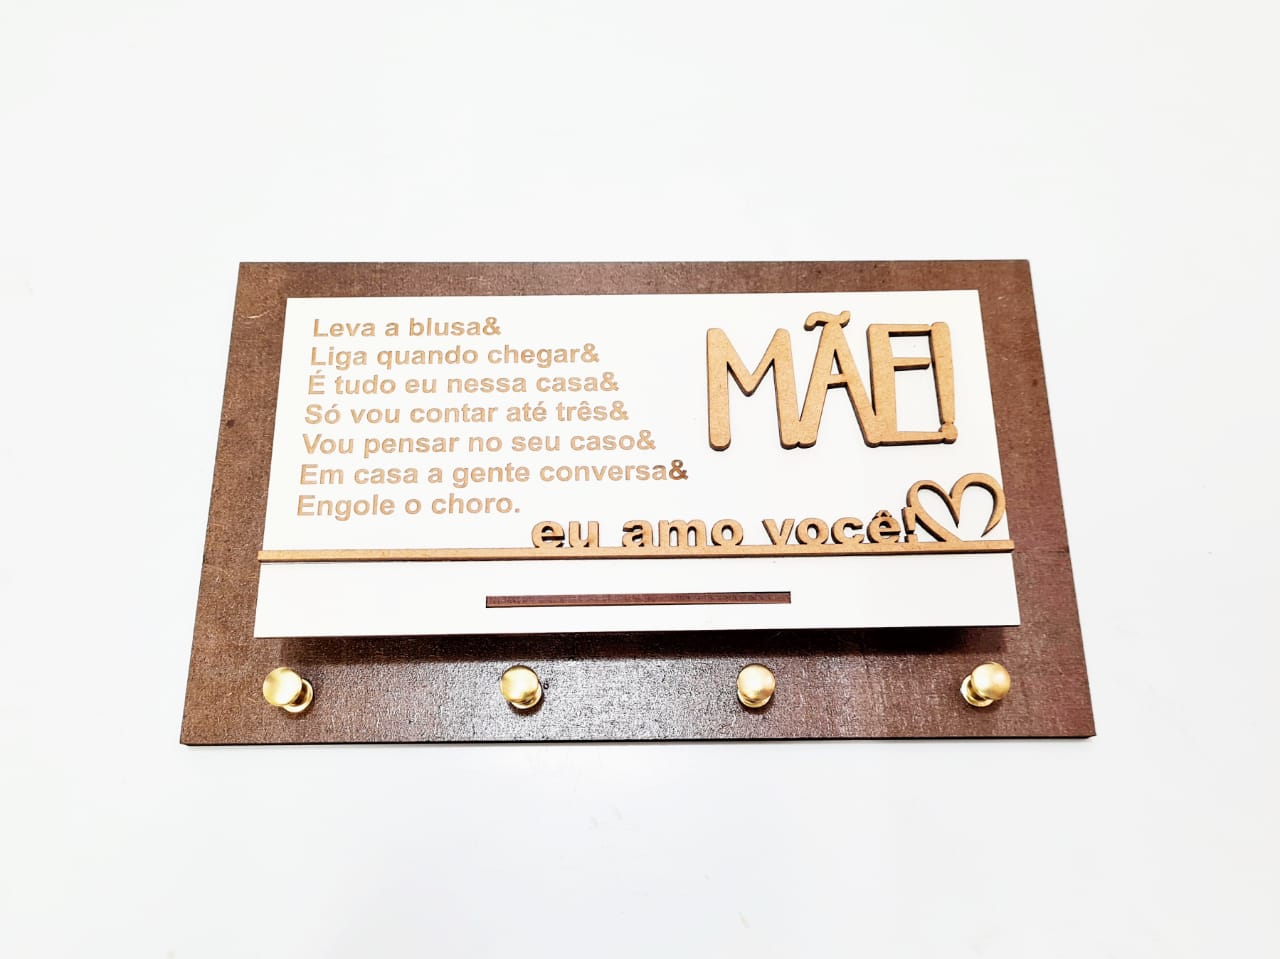 Leva a blusa&
Liga quando chegar&
É tudo eu nessa casa&
Só vou contar até três&
Vou pensar no seu caso&
Em casa a gente conversa&
Engole o choro.
MÃE!
eu amo você!